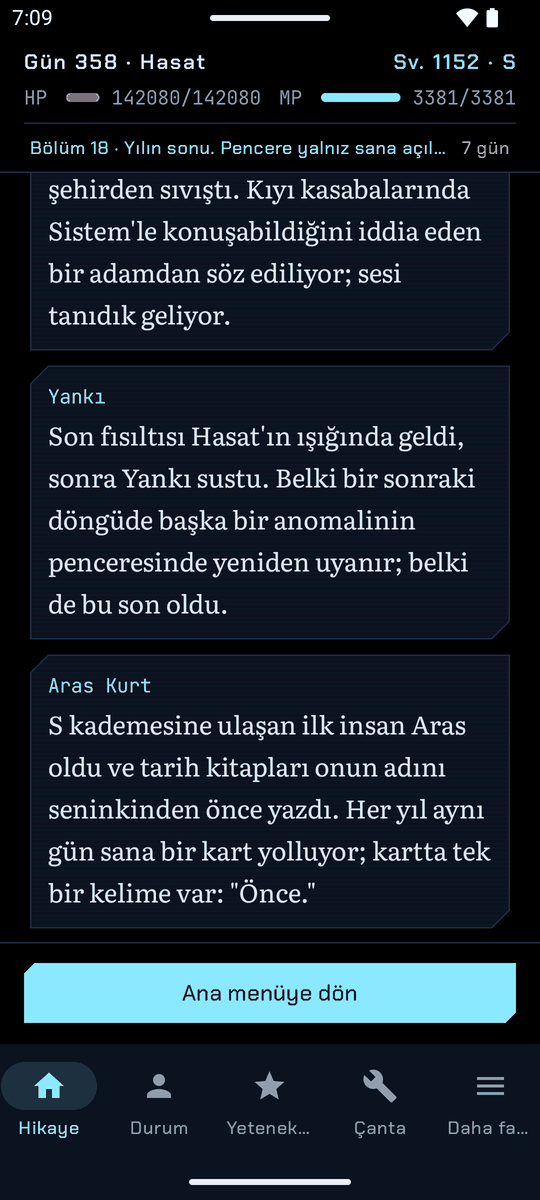 7:09
Gün 358 · Hasat
Sv. 1152 · S
HP 142080/142080 MP 3381/3381
Bölüm 18 · Yılın sonu. Pencere yalnız sana açıl... 7 gün
şehirden sıvıştı. Kıyı kasabalarında
Sistem'le konuşabildiğini iddia eden
bir adamdan söz ediliyor; sesi
tanıdık geliyor.
Yankı
Son fısıltısı Hasat'ın ışığında geldi,
sonra Yankı sustu. Belki bir sonraki
döngüde başka bir anomalinin
penceresinde yeniden uyanır; belki
de bu son oldu.
Aras Kurt
S kademesine ulaşan ilk insan Aras
oldu ve tarih kitapları onun adını
seninkinden önce yazdı. Her yıl aynı
gün sana bir kart yolluyor; kartta tek
bir kelime var: "Önce."
Ana menüye dön
Hikaye
Durum
Yetenek...
Çanta
Daha fa...